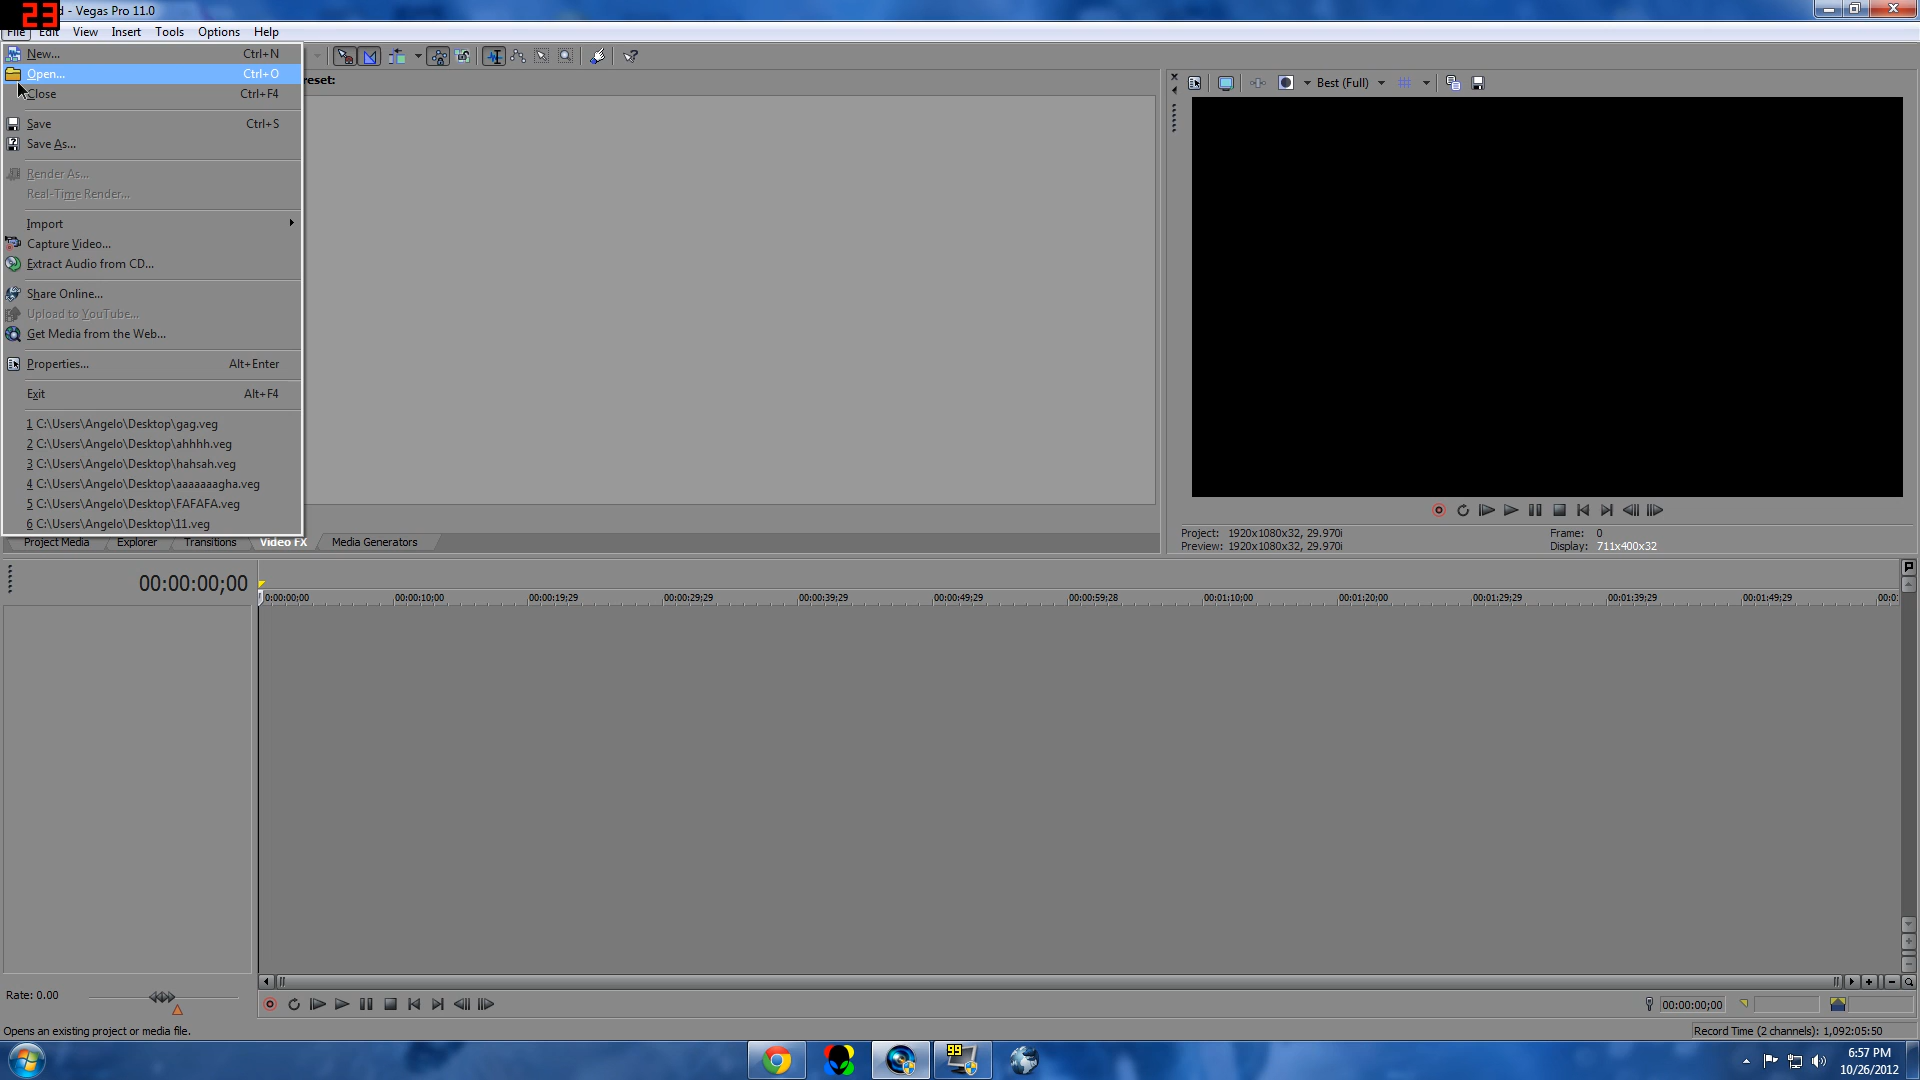 23
d - Vegas Pro 11.0
File Edit View Insert Tools Options Help
New... Ctrl+N
Open... Ctrl+O
Close Ctrl+F4
Save Ctrl+S
Save As...
Render As...
Real-Time Render...
Import
Capture Video...
Extract Audio from CD...
Share Online...
Upload to YouTube...
Get Media from the Web...
Properties... Alt+Enter
Exit Alt+F4
1 C:\Users\Angelo\Desktop\gag.veg
2 C:\Users\Angelo\Desktop\ahhhh.veg
3 C:\Users\Angelo\Desktop\hahsah.veg
4 C:\Users\Angelo\Desktop\aaaaaaagha.veg
5 C:\Users\Angelo\Desktop\FAFAFA.veg
6 C:\Users\Angelo\Desktop\11.veg
reset:
Best (Full)
Project: 1920x1080x32, 29.970i Frame: 0
Preview: 1920x1080x32, 29.970i Display: 711x400x32
Project Media Explorer Transitions Video FX Media Generators
00:00:00;00
0:00:00;00 00:00:10;00 00:00:19;29 00:00:29;29 00:00:39;29 00:00:49;29 00:00:59;28 00:01:10;00 00:01:20;00 00:01:29;29 00:01:39;29 00:01:49;29 00:0
Rate: 0.00
00:00:00;00
Opens an existing project or media file.
Record Time (2 channels): 1,092:05:50
99
6:57 PM
10/26/2012